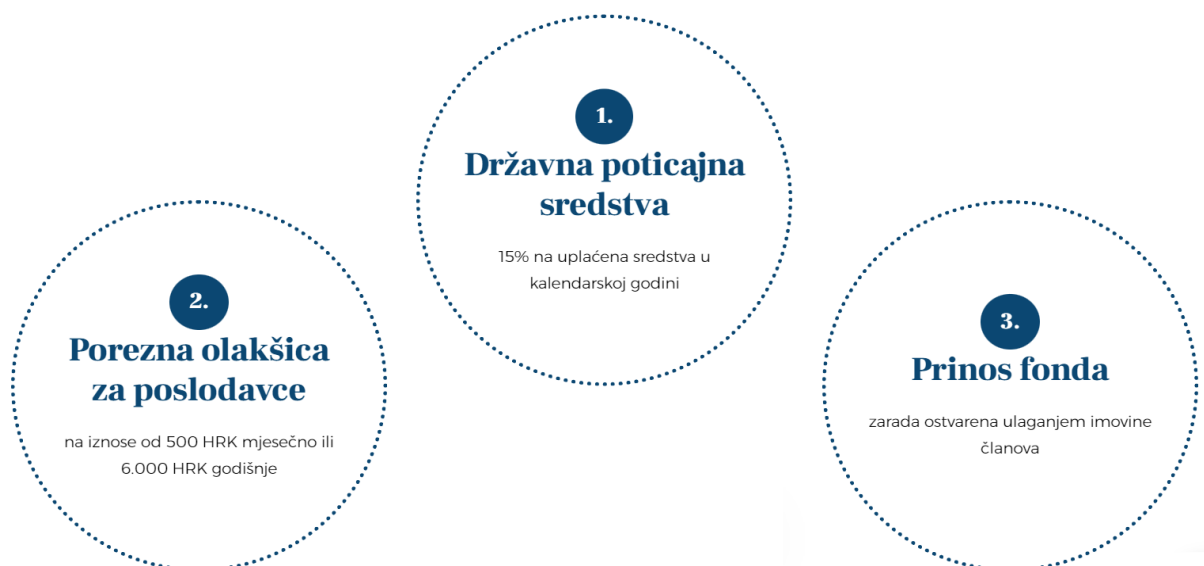 1.
Državna poticajna
sredstva
15% na uplaćena sredstva u
kalendarskoj godini
2.
Porezna olakšica
za poslodavce
na iznose od 500 HRK mjesečno ili
6.000 HRK godišnje
3.
Prinos fonda
zarada ostvarena ulaganjem imovine
članova